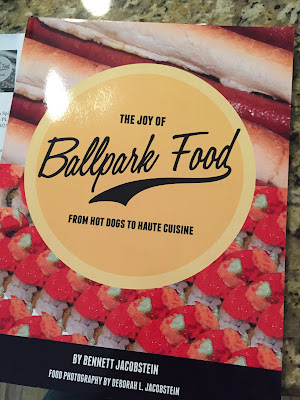 THE JOY OF
Ballpark Food
FROM HOT DOGS TO HAUTE CUISINE
BY BENNETT JACOBSTEIN
FOOD PHOTOGRAPHY BY DEBORAH L. JACOBSTEIN